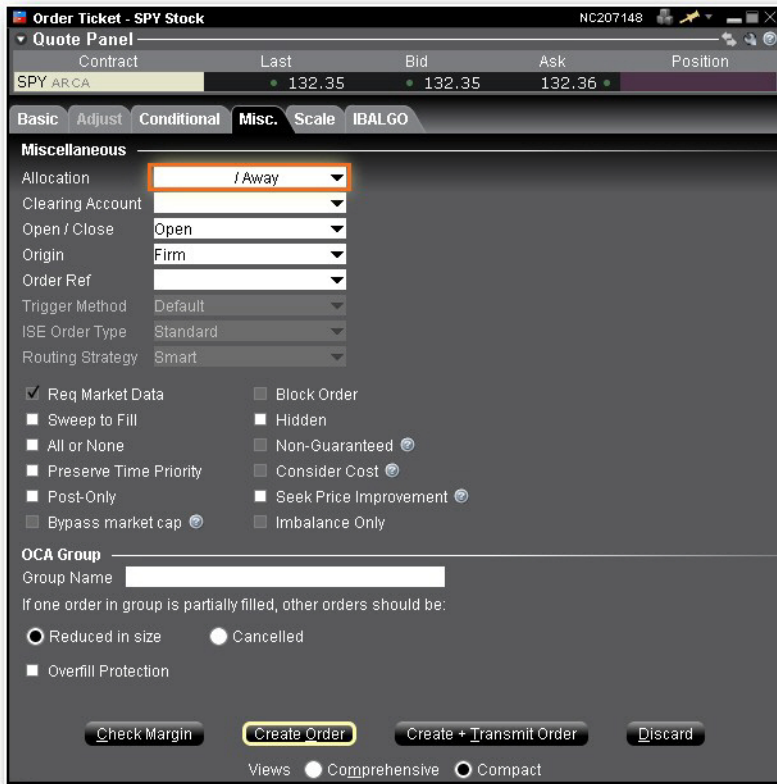 Order Ticket - SPY Stock NC207148
Quote Panel
Contract Last Bid Ask Position
SPY ARCA 132.35 132.35 132.36
Basic Adjust Conditional Misc. Scale IBALGO
Miscellaneous
Allocation / Away
Clearing Account
Open / Close Open
Origin Firm
Order Ref
Trigger Method Default
ISE Order Type Standard
Routing Strategy Smart
Req Market Data Block Order
Sweep to Fill Hidden
All or None Non-Guaranteed ?
Preserve Time Priority Consider Cost ?
Post-Only Seek Price Improvement ?
Bypass market cap ? Imbalance Only
OCA Group
Group Name
If one order in group is partially filled, other orders should be:
Reduced in size Cancelled
Overfill Protection
Check Margin Create Order Create + Transmit Order Discard
Views Comprehensive Compact